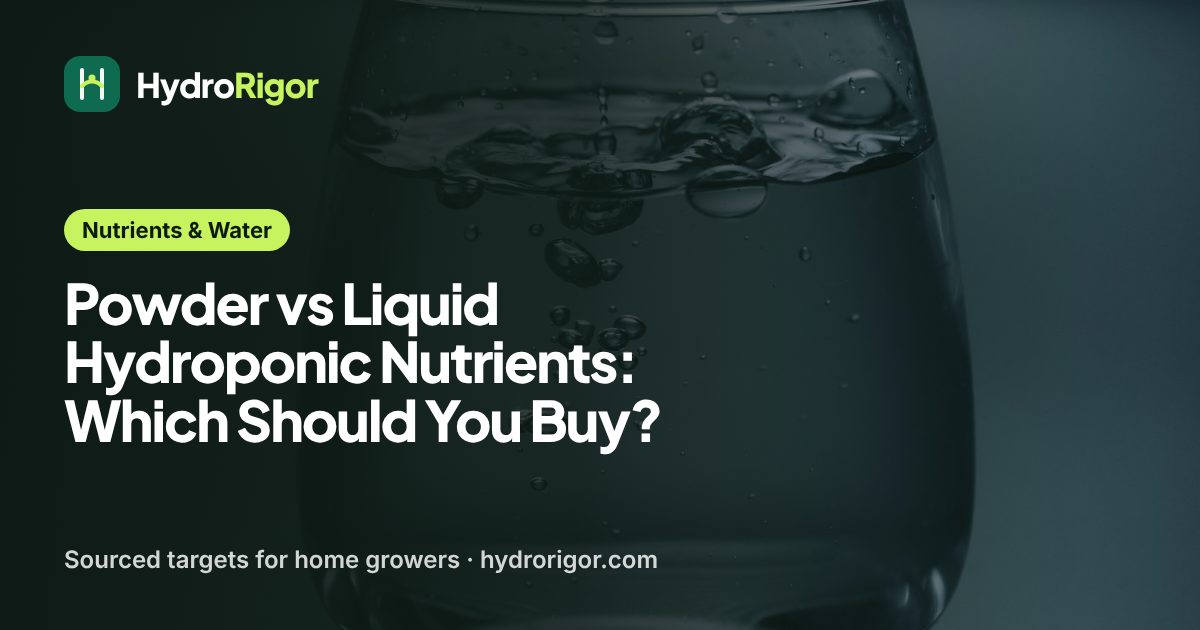 HydroRigor
Nutrients & Water
Powder vs Liquid
Hydroponic Nutrients:
Which Should You Buy?
Sourced targets for home growers · hydrorigor.com